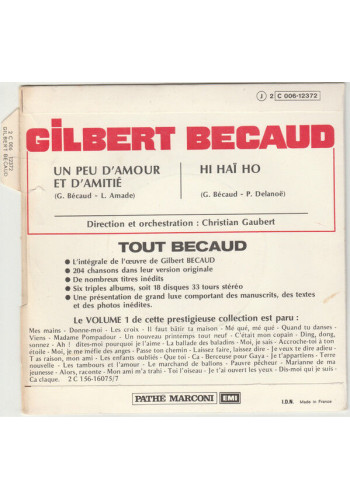 J 2 C 006-12372
2 C 006 12372
GILBERT BECAUD
GILBERT BECAUD
UN PEU D'AMOUR
ET D'AMITIÉ
(G. Bécaud - L. Amade)
HI HAÏ HO
(G. Bécaud - P. Delanoë)
Direction et orchestration : Christian Gaubert
TOUT BECAUD
● L'intégrale de l'œuvre de Gilbert BECAUD
● 204 chansons dans leur version originale
● De nombreux titres inédits
● Six triples albums, soit 18 disques 33 tours stéréo
● Une présentation de grand luxe comportant des manuscrits, des textes
et des photos inédites.
Le VOLUME 1 de cette prestigieuse collection est paru :
Mes mains - Donne-moi - Les croix - Il faut bâtir ta maison - Mé qué, mé qué - Quand tu danses -
Viens - Madame Pompadour - Un nouveau printemps tout neuf - C'était mon copain - Ding, dong,
sonnez - Ah ! dites-moi pourquoi je l'aime - La ballade des baladins - Moi, je sais - Accroche-toi à ton
étoile - Moi, je me méfie des anges - Passe ton chemin - Laissez faire, laissez dire - Je veux te dire adieu -
T as raison, mon ami - Les enfants oubliés - Que toi - Ca - Berceuse pour Gaya - Je t'appartiens - Terre
nouvelle - Les tambours et l'amour - Le marchand de ballons - Pauvre pêcheur - Marianne de ma
jeunesse - Alors, raconte - Mon ami m'a trahi - Toi l'oiseau - Je t'ai ouvert les yeux - Dis-moi qui je suis -
Ca claque. 2 C 156-16075/7
PATHÉ MARCONI EMI
I.D.N. Made in France